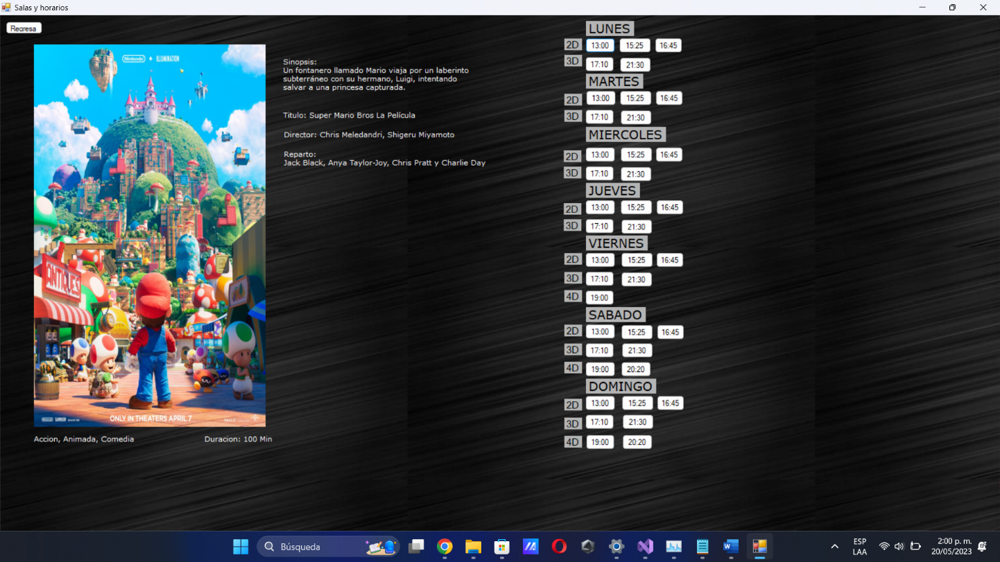 Salas y horarios
Regresa
Nintendo + ILLUMINATION
ANTIQUES
ONLY IN THEATERS APRIL 7
Accion, Animada, Comedia
Duracion: 100 Min
Sinopsis:
Un fontanero llamado Mario viaja por un laberinto
subterráneo con su hermano, Luigi, intentando
salvar a una princesa capturada.
Titulo: Super Mario Bros La Película
Director: Chris Meledandri, Shigeru Miyamoto
Reparto:
Jack Black, Anya Taylor-Joy, Chris Pratt y Charlie Day
LUNES
2D 13:00 15:25 16:45
3D 17:10 21:30
MARTES
2D 13:00 15:25 16:45
3D 17:10 21:30
MIERCOLES
2D 13:00 15:25 16:45
3D 17:10 21:30
JUEVES
2D 13:00 15:25 16:45
3D 17:10 21:30
VIERNES
2D 13:00 15:25 16:45
3D 17:10 21:30
4D 19:00
SABADO
2D 13:00 15:25 16:45
3D 17:10 21:30
4D 19:00 20:20
DOMINGO
2D 13:00 15:25 16:45
3D 17:10 21:30
4D 19:00 20:20
Búsqueda
ESP
LAA
2:00 p. m.
20/05/2023